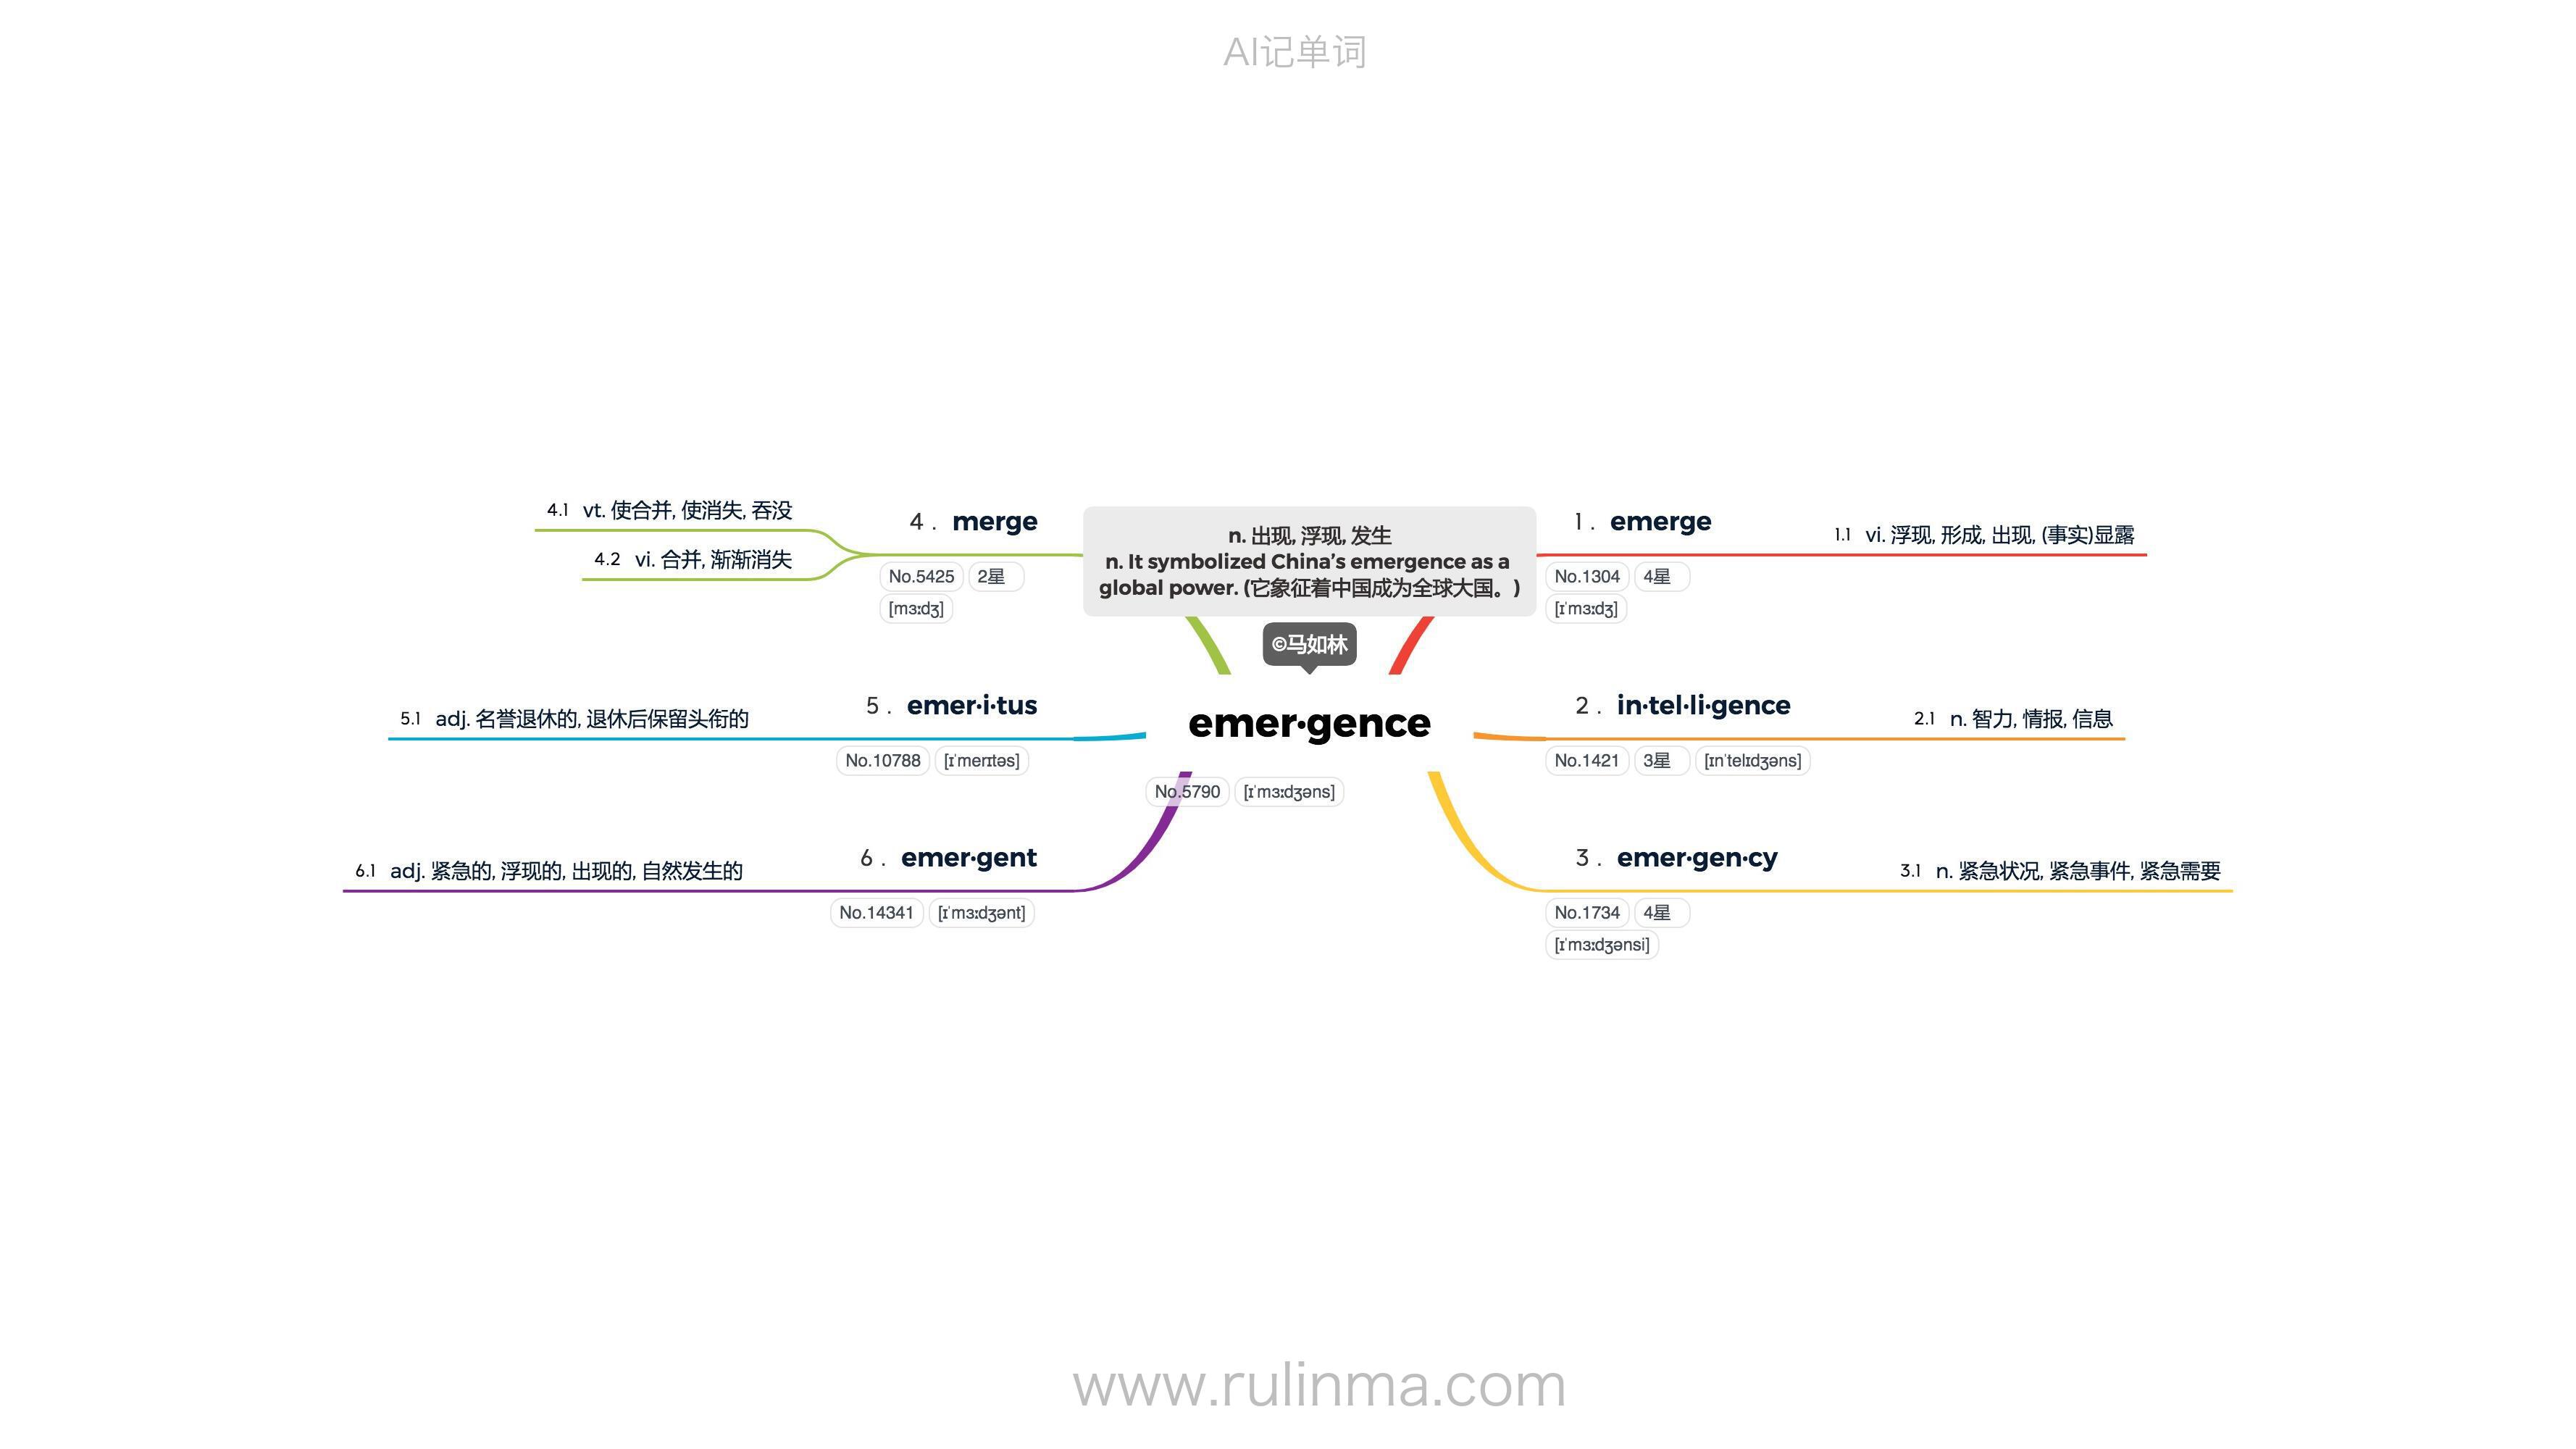 AI记单词
n. 出现, 浮现, 发生
n. It symbolized China’s emergence as a
global power. (它象征着中国成为全球大国。)
©马如林
emer·gence
No.5790 [ɪˈmɜːdʒəns]
1 . emerge
No.1304 4星
[ɪˈmɜːdʒ]
1.1 vi. 浮现, 形成, 出现, (事实)显露
2 . in·tel·li·gence
No.1421 3星 [ɪnˈtelɪdʒəns]
2.1 n. 智力, 情报, 信息
3 . emer·gen·cy
No.1734 4星
[ɪˈmɜːdʒənsi]
3.1 n. 紧急状况, 紧急事件, 紧急需要
4 . merge
No.5425 2星
[mɜːdʒ]
4.1 vt. 使合并, 使消失, 吞没
4.2 vi. 合并, 渐渐消失
5 . emer·i·tus
No.10788 [ɪˈmerɪtəs]
5.1 adj. 名誉退休的, 退休后保留头衔的
6 . emer·gent
No.14341 [ɪˈmɜːdʒənt]
6.1 adj. 紧急的, 浮现的, 出现的, 自然发生的
www.rulinma.com